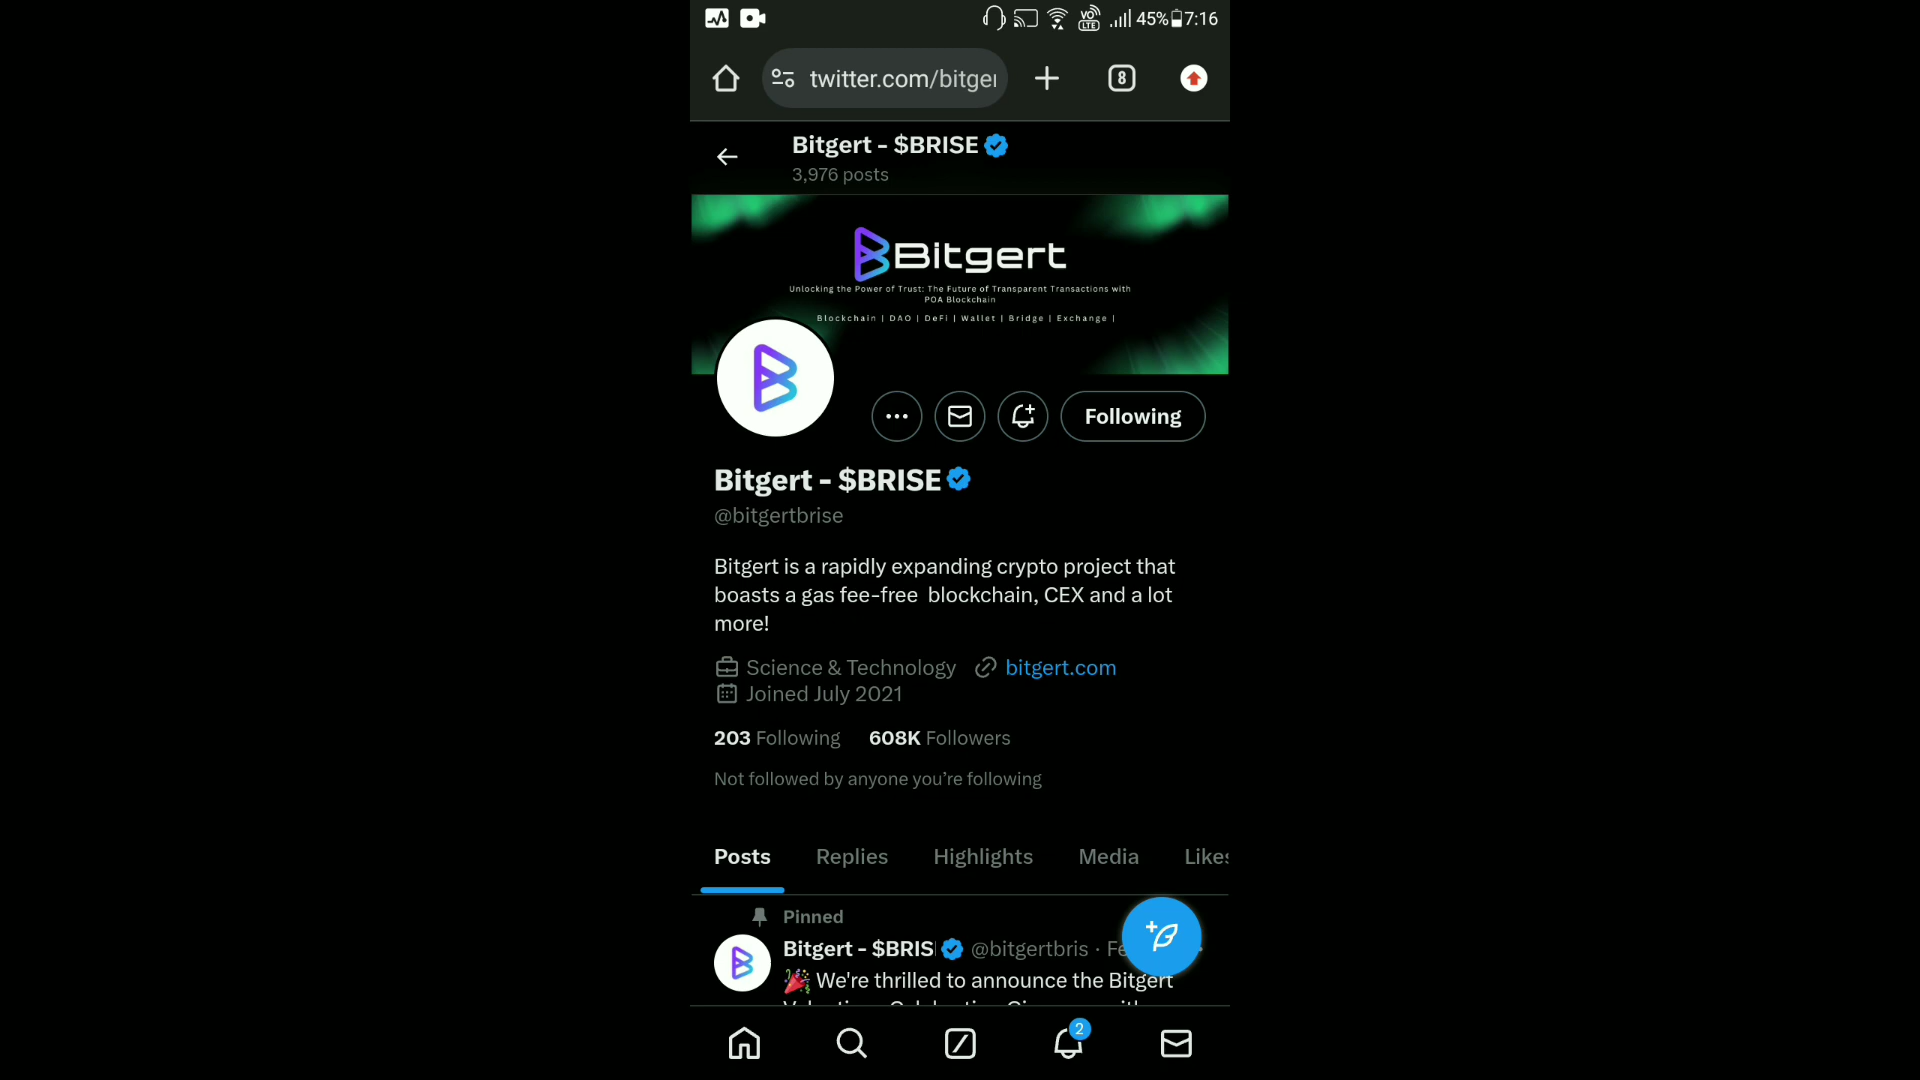 VO LTE 45% 7:16
twitter.com/bitger
8
Bitgert - $BRISE
3,976 posts
Bitgert
Unlocking the Power of Trust: The Future of Transparent Transactions with
POA Blockchain
Blockchain | DAO | DeFi | Wallet | Bridge | Exchange |
Following
Bitgert - $BRISE
@bitgertbrise
Bitgert is a rapidly expanding crypto project that
boasts a gas fee-free blockchain, CEX and a lot
more!
Science & Technology bitgert.com
Joined July 2021
203 Following 608K Followers
Not followed by anyone you’re following
Posts Replies Highlights Media Likes
Pinned
Bitgert - $BRIS @bitgertbris · Fe
🎉 We're thrilled to announce the Bitgert
2